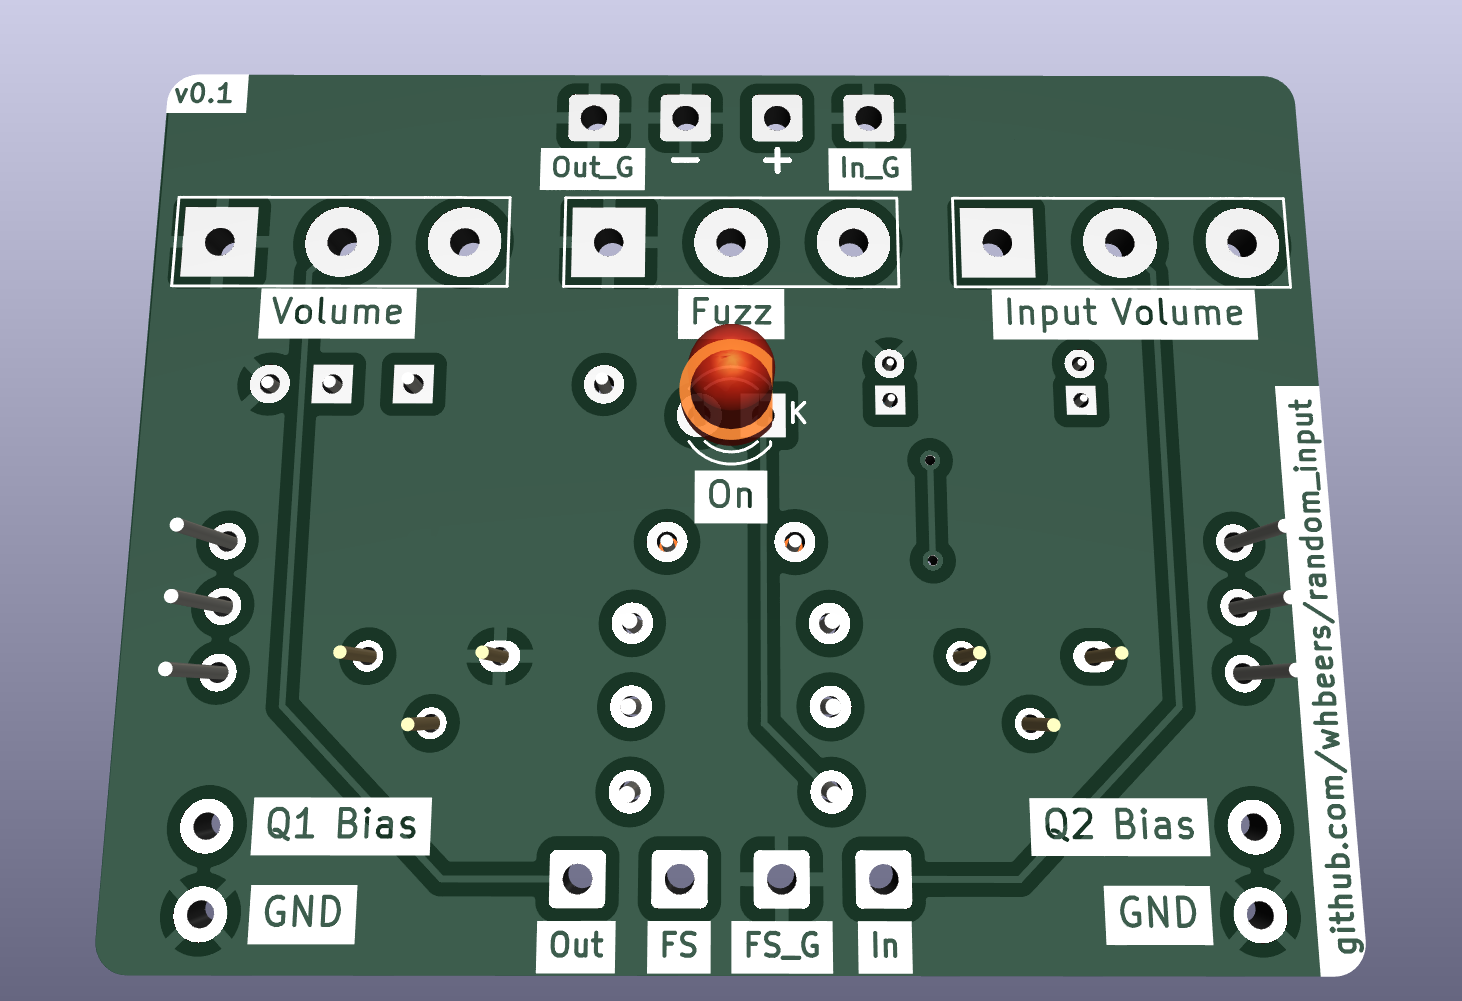 v0.1
Out_G
−
+
In_G
Volume
Fuzz
Input Volume
K
On
github.com/whbeers/random_input
Q1 Bias
Q2 Bias
GND
GND
Out
FS
FS_G
In